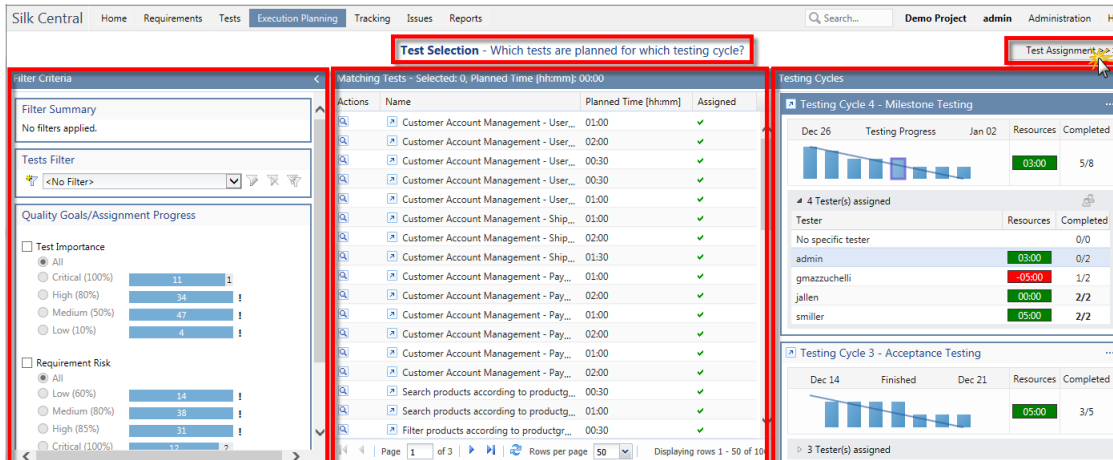 Silk Central Home Requirements Tests Execution Planning Tracking Issues Reports Search... Demo Project admin Administration
Test Selection - Which tests are planned for which testing cycle?
Test Assignment >>
Filter Criteria
Filter Summary
No filters applied.
Tests Filter
<No Filter>
Quality Goals/Assignment Progress
Test Importance
All
Critical (100%) 11 1
High (80%) 34 !
Medium (50%) 47 !
Low (10%) 4 !
Requirement Risk
All
Low (60%) 14 !
Medium (80%) 38 !
High (85%) 31 !
Critical (100%) 12 2
Matching Tests - Selected: 0, Planned Time [hh:mm]: 00:00
Actions Name Planned Time [hh:mm] Assigned
Customer Account Management - User... 01:00
Customer Account Management - User... 02:00
Customer Account Management - User... 00:30
Customer Account Management - User... 00:30
Customer Account Management - User... 01:00
Customer Account Management - Ship... 01:00
Customer Account Management - Ship... 02:00
Customer Account Management - Ship... 01:30
Customer Account Management - Pay... 01:00
Customer Account Management - Pay... 02:00
Customer Account Management - Pay... 01:00
Customer Account Management - Pay... 02:00
Customer Account Management - Pay... 01:00
Customer Account Management - Pay... 02:00
Search products according to productg... 00:30
Search products according to productg... 01:00
Filter products according to productgr... 00:30
Page 1 of 3 Rows per page 50 Displaying rows 1 - 50 of
Testing Cycles
Testing Cycle 4 - Milestone Testing ...
Dec 26 Testing Progress Jan 02 Resources Completed
03:00 5/8
4 Tester(s) assigned
Tester Resources Completed
No specific tester 0/0
admin 03:00 0/2
gmazzuchelli -05:00 1/2
jallen 00:00 2/2
smiller 05:00 2/2
Testing Cycle 3 - Acceptance Testing ...
Dec 14 Finished Dec 21 Resources Completed
05:00 3/5
3 Tester(s) assigned